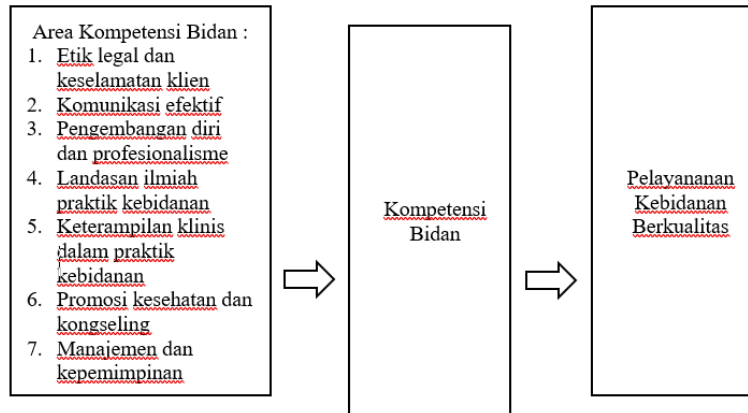 Area Kompetensi Bidan :
1. Etik legal dan
keselamatan klien
2. Komunikasi efektif
3. Pengembangan diri
dan profesionalisme
4. Landasan ilmiah
praktik kebidanan
5. Keterampilan klinis
dalam praktik
kebidanan
6. Promosi kesehatan dan
kongseling
7. Manajemen dan
kepemimpinan
Kompetensi
Bidan
Pelayananan
Kebidanan
Berkualitas